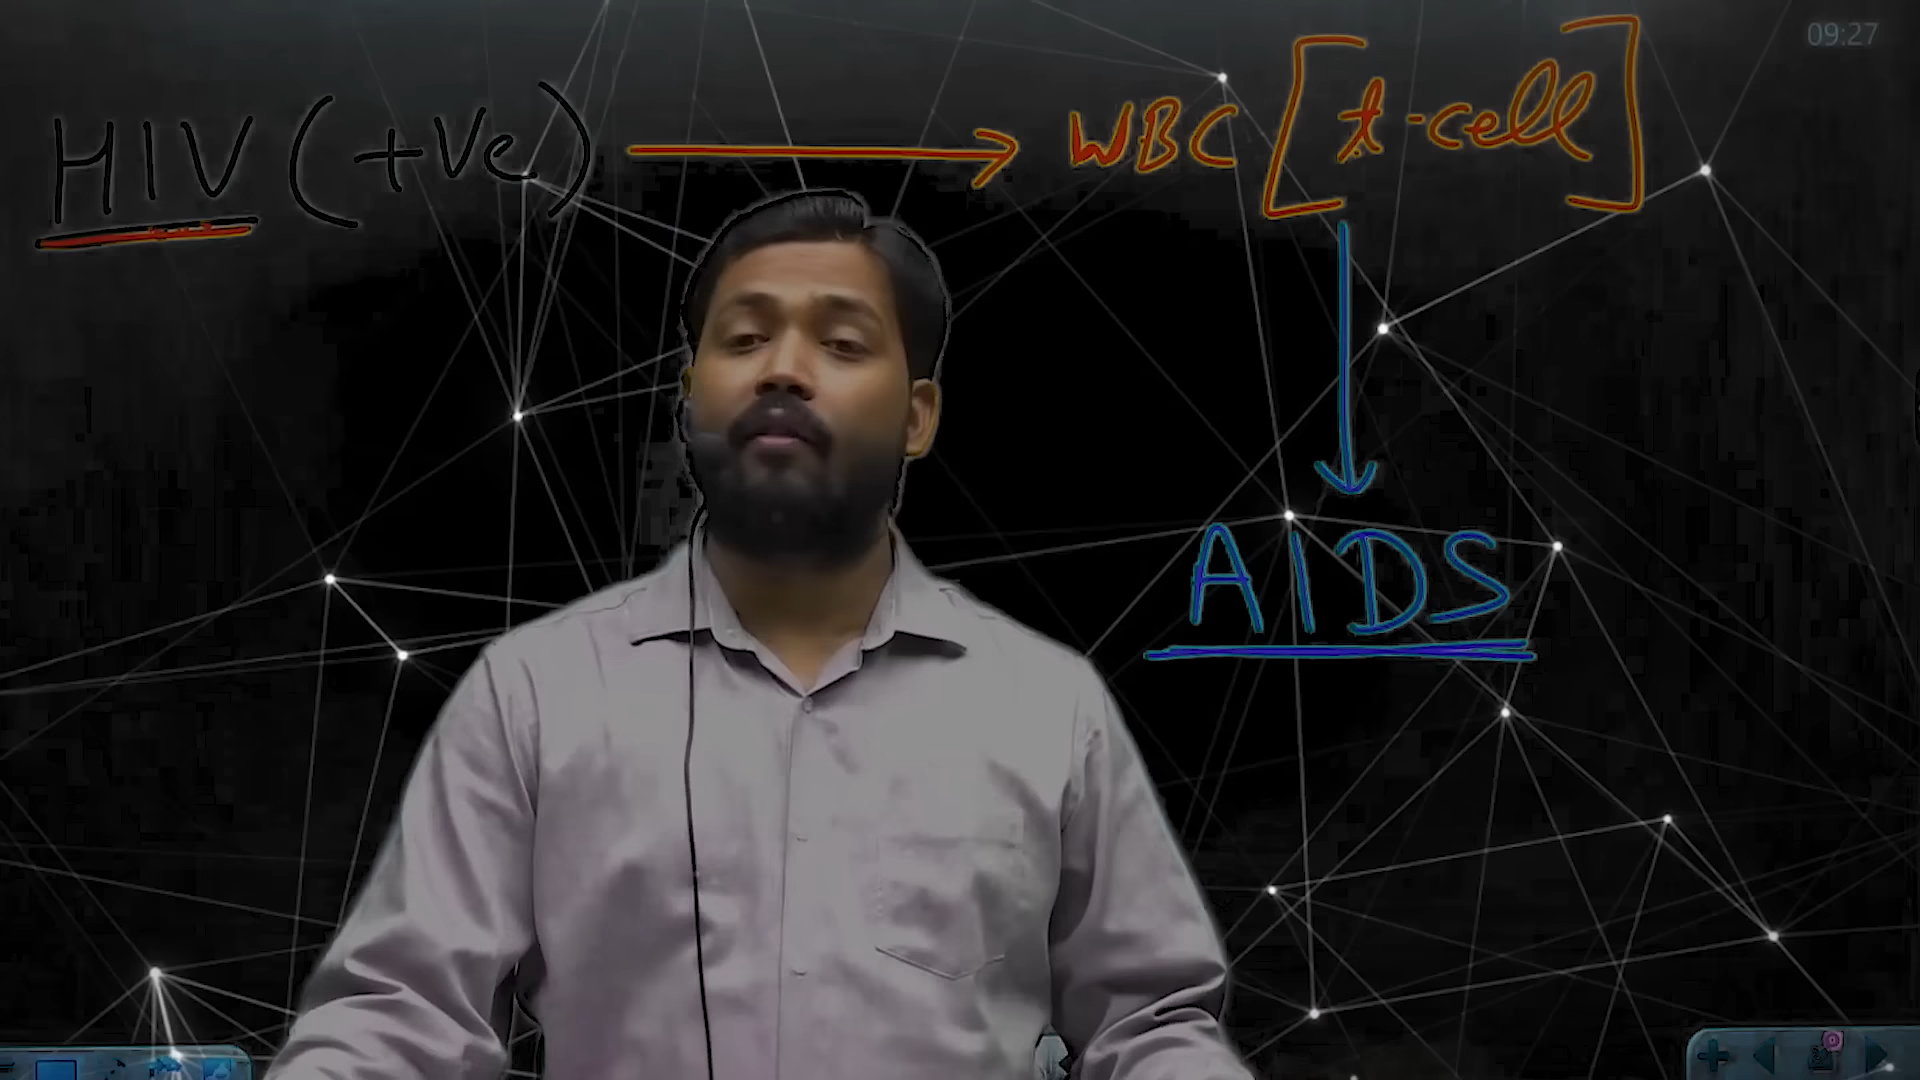 09:27
HIV (+Ve) → WBC [t-cell]
↓
AIDS